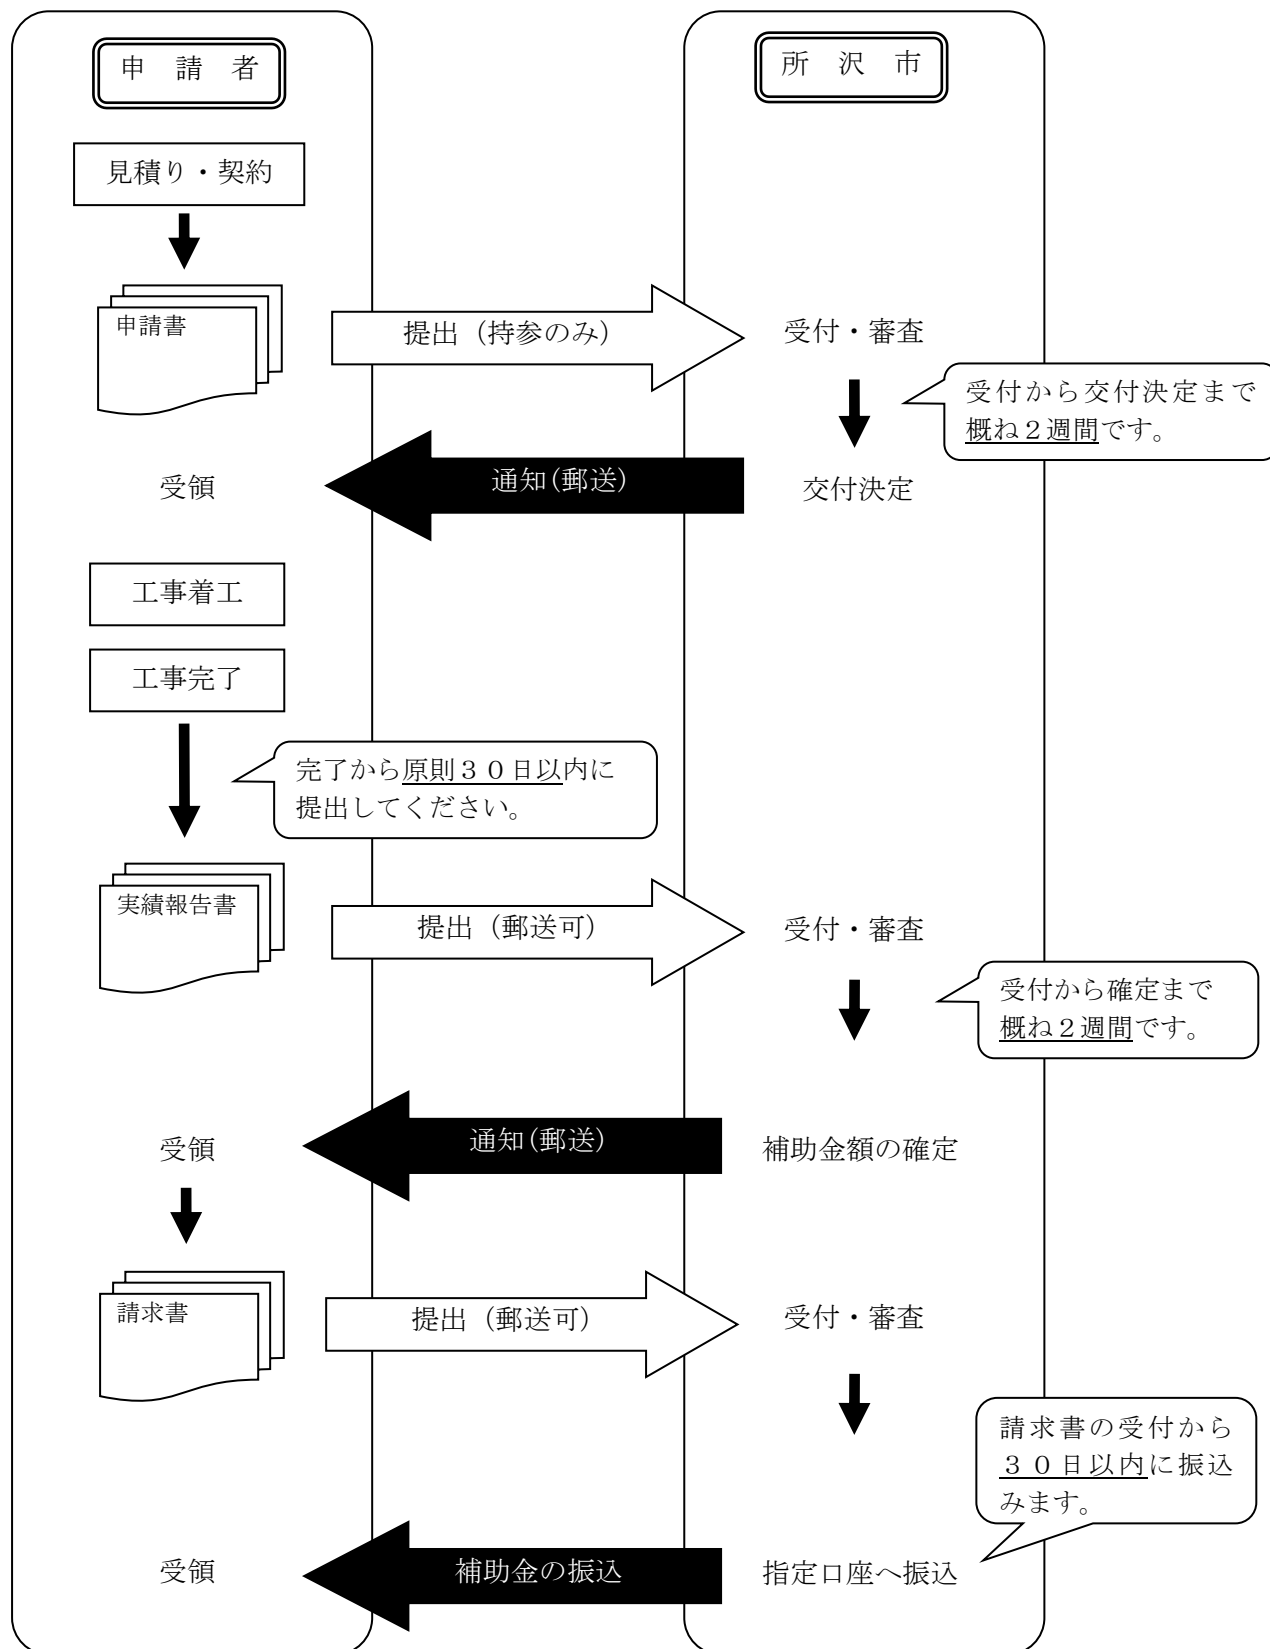 申　請　者
所　沢　市
見積り・契約
申請書
提出（持参のみ）
受付・審査
受付から交付決定まで
概ね２週間です。
受領
通知(郵送)
交付決定
工事着工
工事完了
完了から原則３０日以内に
提出してください。
実績報告書
提出（郵送可）
受付・審査
受付から確定まで
概ね２週間です。
受領
通知(郵送)
補助金額の確定
請求書
提出（郵送可）
受付・審査
請求書の受付から
３０日以内に振込
みます。
受領
補助金の振込
指定口座へ振込